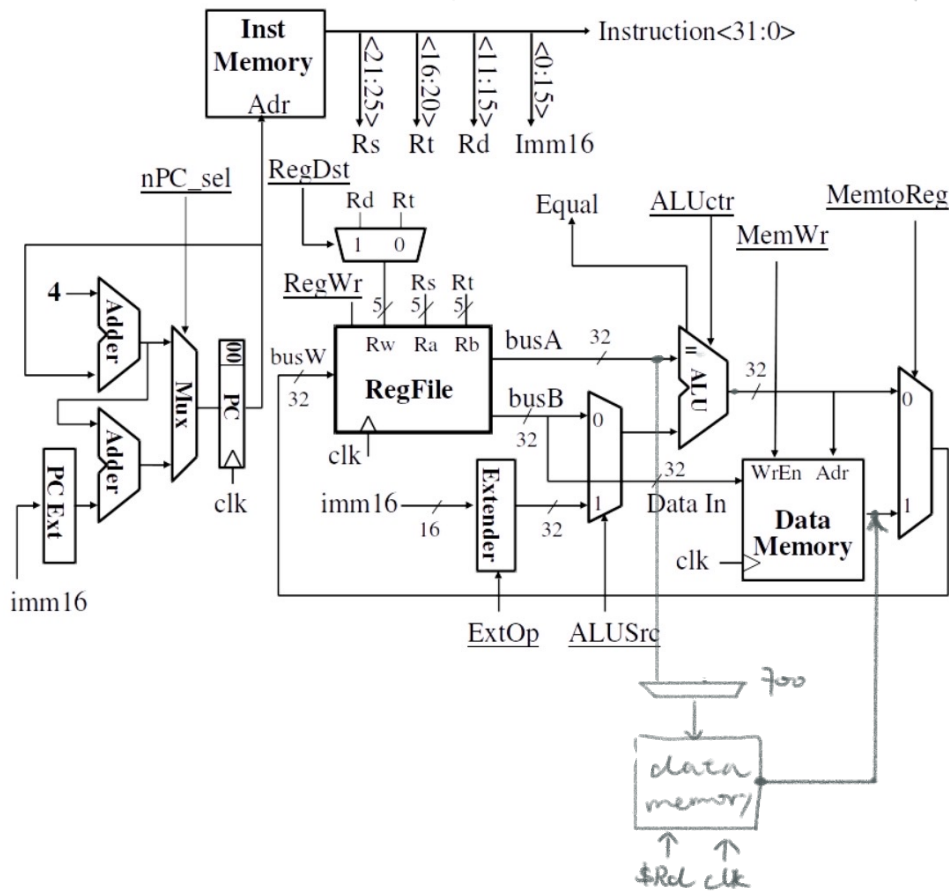 Inst
Memory
Adr
Instruction<31:0>
<21:25>
<16:20>
<11:15>
<0:15>
Rs
Rt
Rd
Imm16
nPC_sel
RegDst
Rd
Rt
1
0
Equal
ALUctr
MemtoReg
MemWr
4
Adder
RegWr
5
Rs
5
Rt
5
busW
32
Rw
Ra
Rb
RegFile
clk
busA
32
busB
32
=
ALU
32
0
1
Mux
00
PC
clk
Adder
PC Ext
imm16
imm16
16
Extender
32
0
1
32
Data In
WrEn
Adr
Data
Memory
clk
ExtOp
ALUSrc
700
data
memory
$Rd
clk